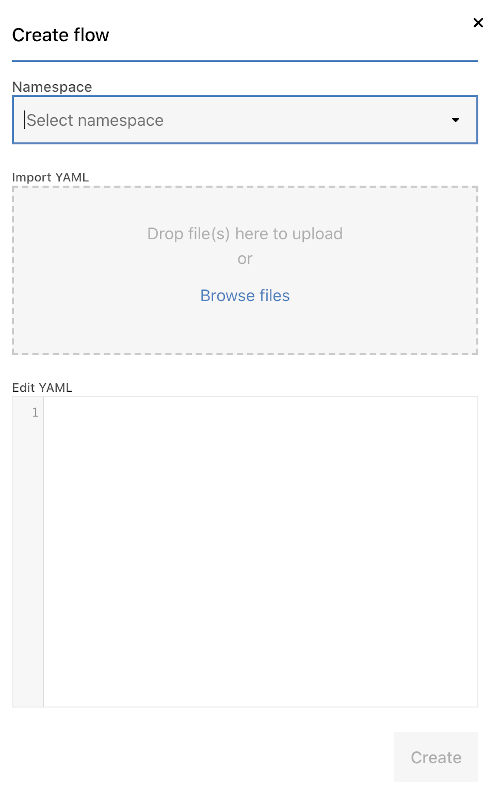 Create flow
Namespace
Select namespace
Import YAML
Drop file(s) here to upload
or
Browse files
Edit YAML
1
Create